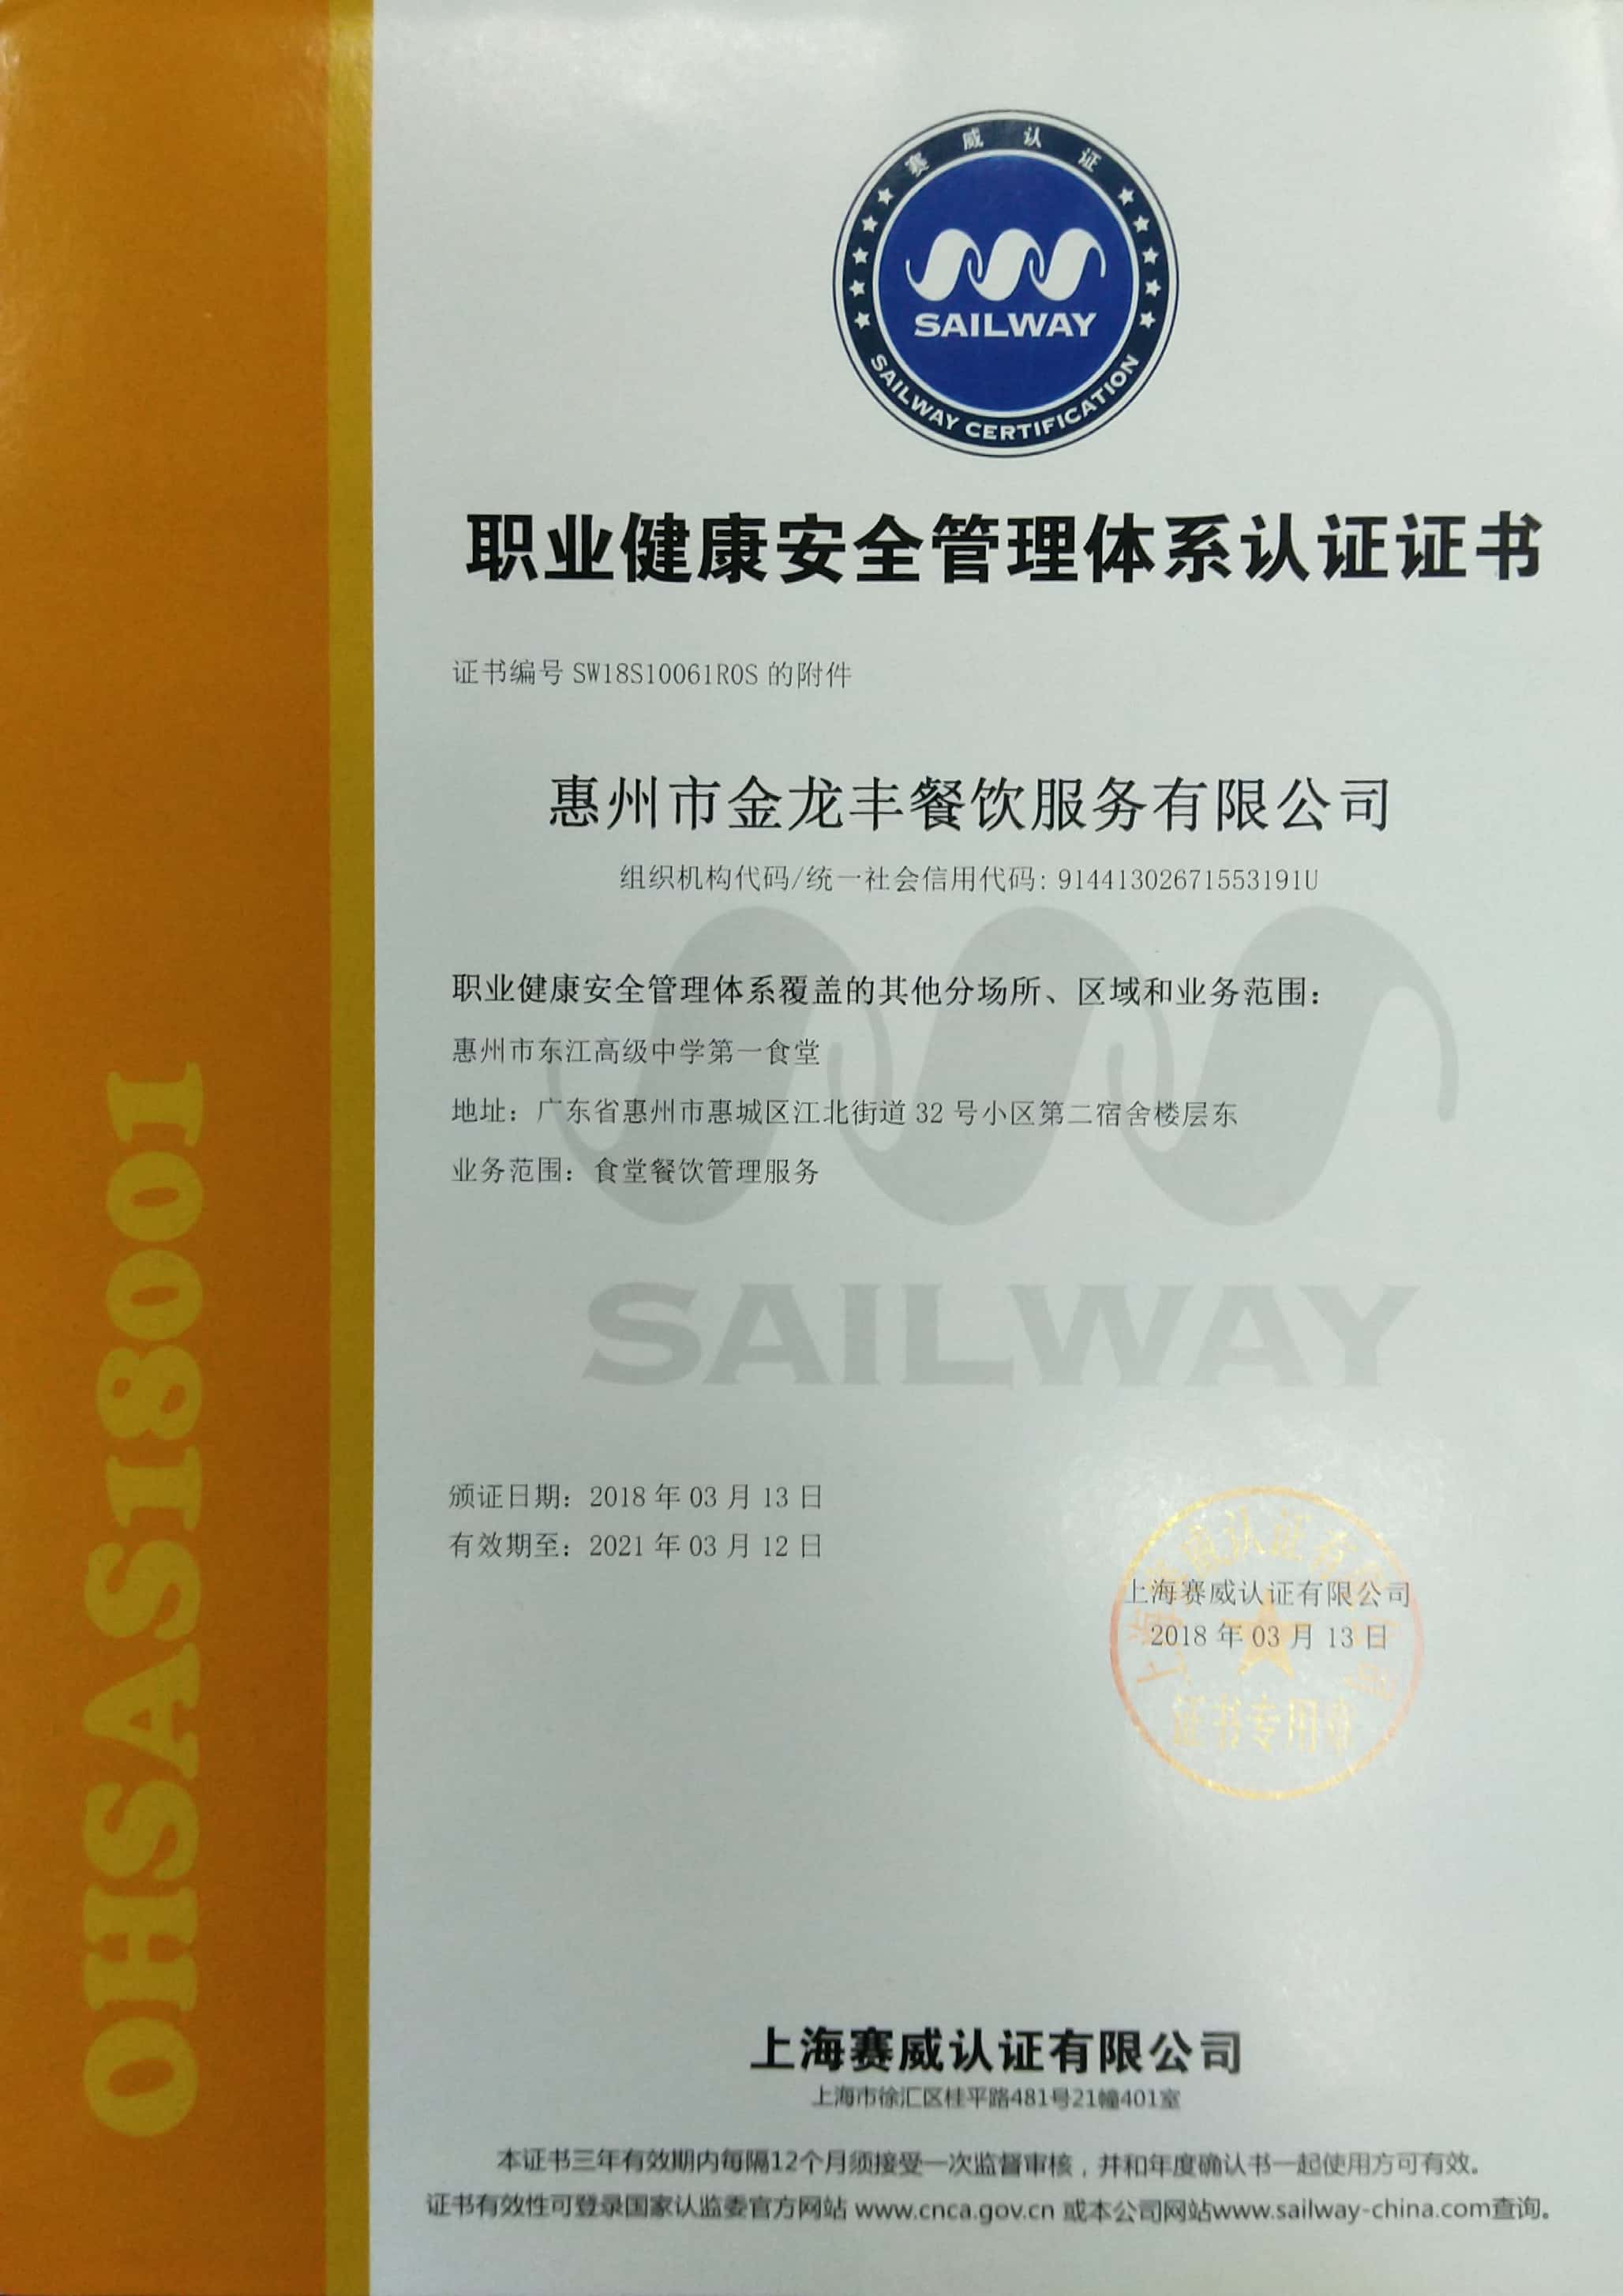 赛威认证
SAILWAY
SAILWAY CERTIFICATION
职业健康安全管理体系认证证书
证书编号 SW18S10061R0S 的附件
惠州市金龙丰餐饮服务有限公司
组织机构代码/统一社会信用代码: 91441302671553191U
职业健康安全管理体系覆盖的其他分场所、区域和业务范围:
惠州市东江高级中学第一食堂
地址: 广东省惠州市惠城区江北街道 32 号小区第二宿舍楼层东
业务范围: 食堂餐饮管理服务
SAILWAY
颁证日期: 2018 年 03 月 13 日
有效期至: 2021 年 03 月 12 日
上海赛威认证有限公司
2018 年 03 月 13 日
证书专用章
上海赛威认证有限公司
上海市徐汇区桂平路481号21幢401室
本证书三年有效期内每隔12个月须接受一次监督审核，并和年度确认书一起使用方可有效。
证书有效性可登录国家认监委官方网站 www.cnca.gov.cn 或本公司网站www.sailway-china.com查询。
OHSAS18001